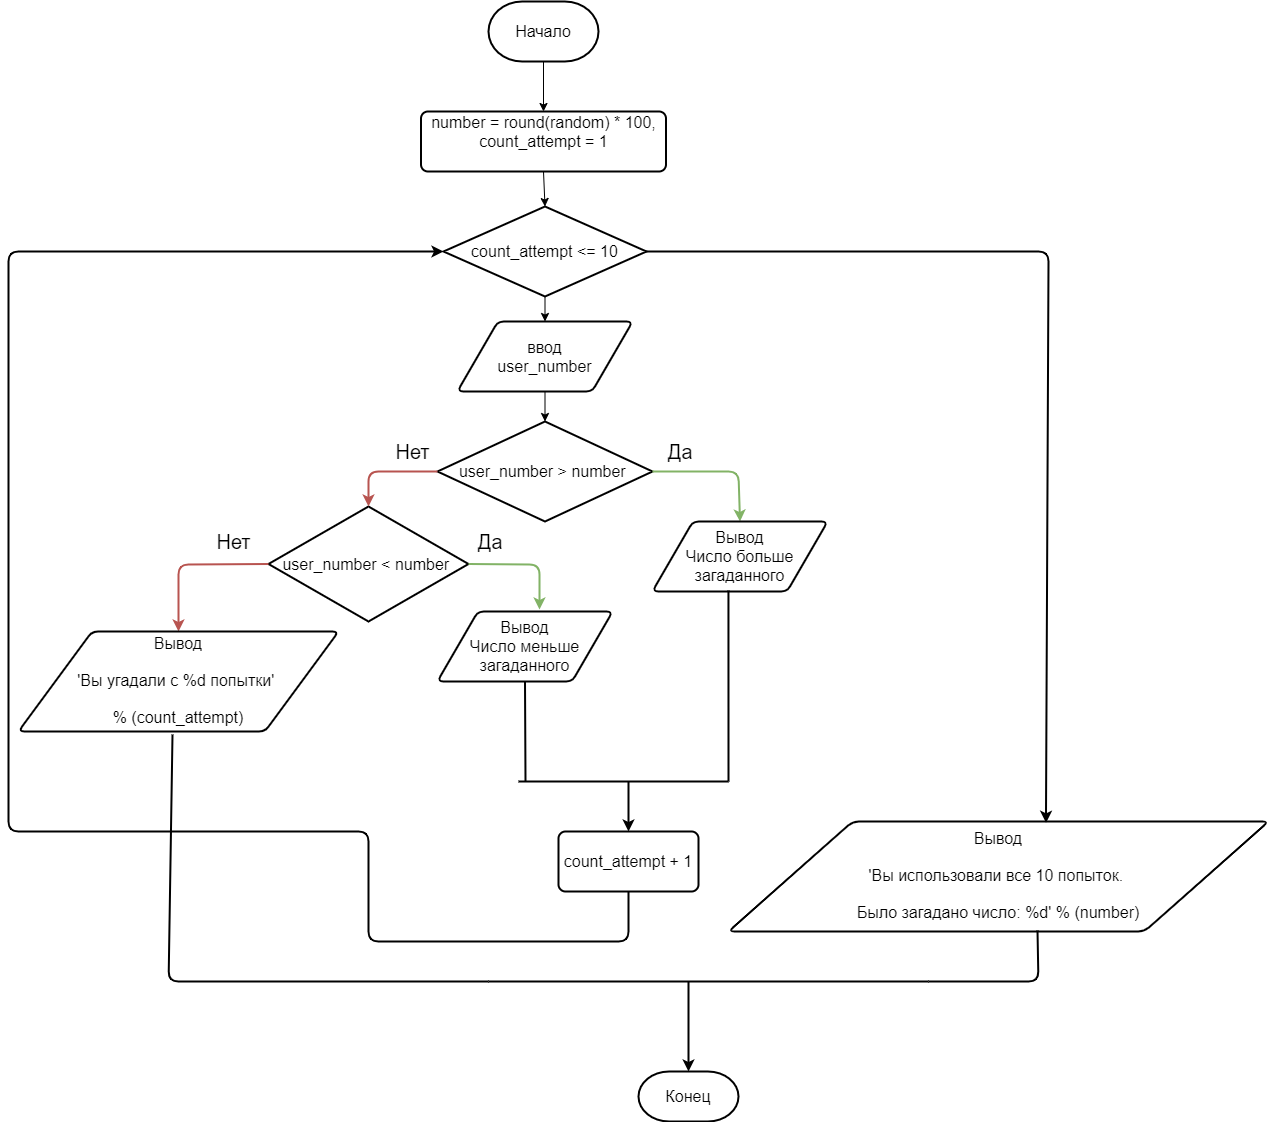 Начало
number = round(random) * 100,
count_attempt = 1
count_attempt <= 10
ввод
user_number
Нет
user_number > number
Да
Нет
user_number < number
Да
Вывод
Число больше
загаданного
Вывод
Число меньше
загаданного
Вывод
'Вы угадали с %d попытки'
% (count_attempt)
count_attempt + 1
Вывод
'Вы использовали все 10 попыток.
Было загадано число: %d' % (number)
Конец